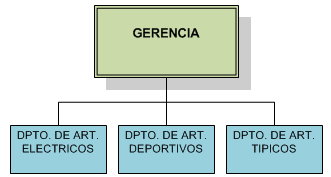 GERENCIA
DPTO. DE ART.
ELECTRICOS
DPTO. DE ART.
DEPORTIVOS
DPTO. DE ART.
TIPICOS